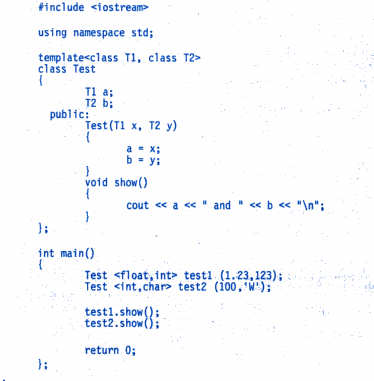 #include <iostream>
using namespace std;
template<class T1, class T2>
class Test
{
T1 a;
T2 b;
public:
Test(T1 x, T2 y)
{
a = x;
b = y;
}
void show()
{
cout << a << " and " << b << "\n";
}
};
int main()
{
Test <float,int> test1 (1.23,123);
Test <int,char> test2 (100,'W');
test1.show();
test2.show();
return 0;
};